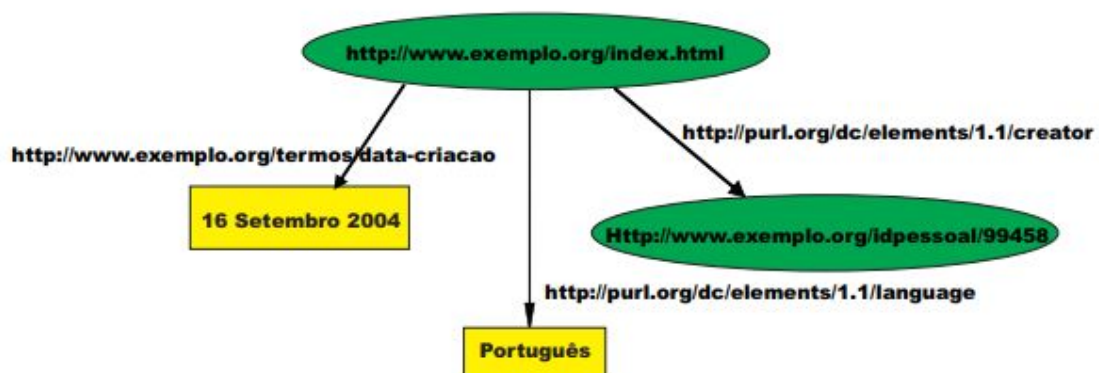 http://www.exemplo.org/index.html
http://purl.org/dc/elements/1.1/creator
http://www.exemplo.org/termos/data-criacao
16 Setembro 2004
Http://www.exemplo.org/idpessoal/99458
http://purl.org/dc/elements/1.1/language
Português